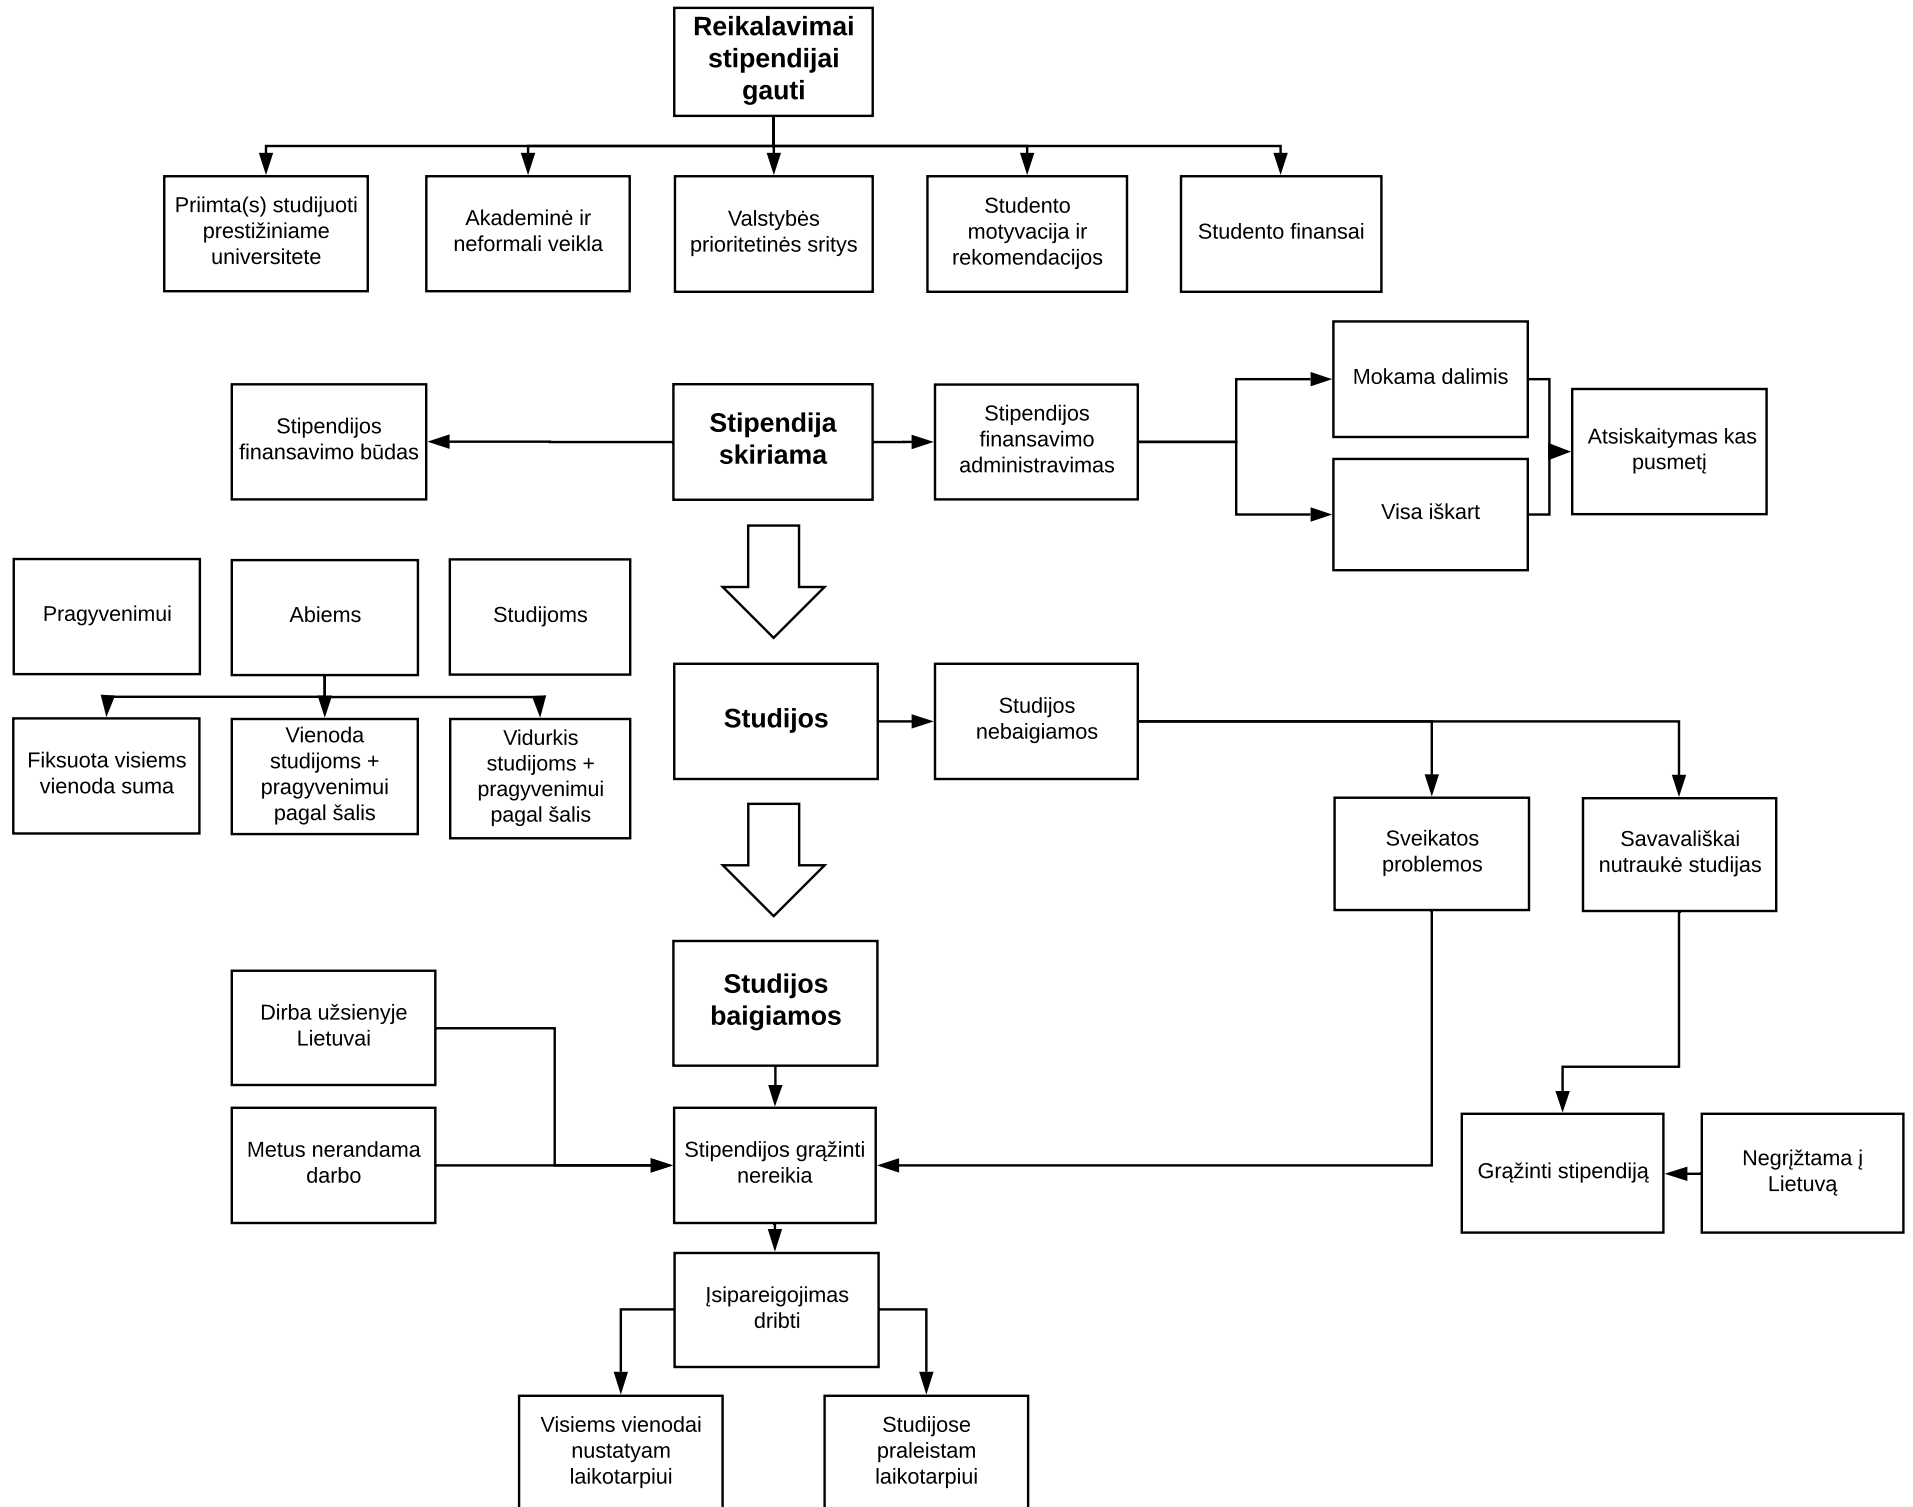 Reikalavimai
stipendijai
gauti
Priimta(s) studijuoti
prestižiniame
universitete
Akademinė ir
neformali veikla
Valstybės
prioritetinės sritys
Studento
motyvacija ir
rekomendacijos
Studento finansai
Stipendijos
finansavimo būdas
Stipendija
skiriama
Stipendijos
finansavimo
administravimas
Mokama dalimis
Visa iškart
Atsiskaitymas kas
pusmetį
Pragyvenimui
Abiems
Studijoms
Fiksuota visiems
vienoda suma
Vienoda
studijoms +
pragyvenimui
pagal šalis
Vidurkis
studijoms +
pragyvenimui
pagal šalis
Studijos
Studijos
nebaigiamos
Sveikatos
problemos
Savavališkai
nutraukė studijas
Studijos
baigiamos
Dirba užsienyje
Lietuvai
Metus nerandama
darbo
Stipendijos grąžinti
nereikia
Grąžinti stipendiją
Negrįžtama į
Lietuvą
Įsipareigojimas
dribti
Visiems vienodai
nustatyam
laikotarpiui
Studijose
praleistam
laikotarpiui